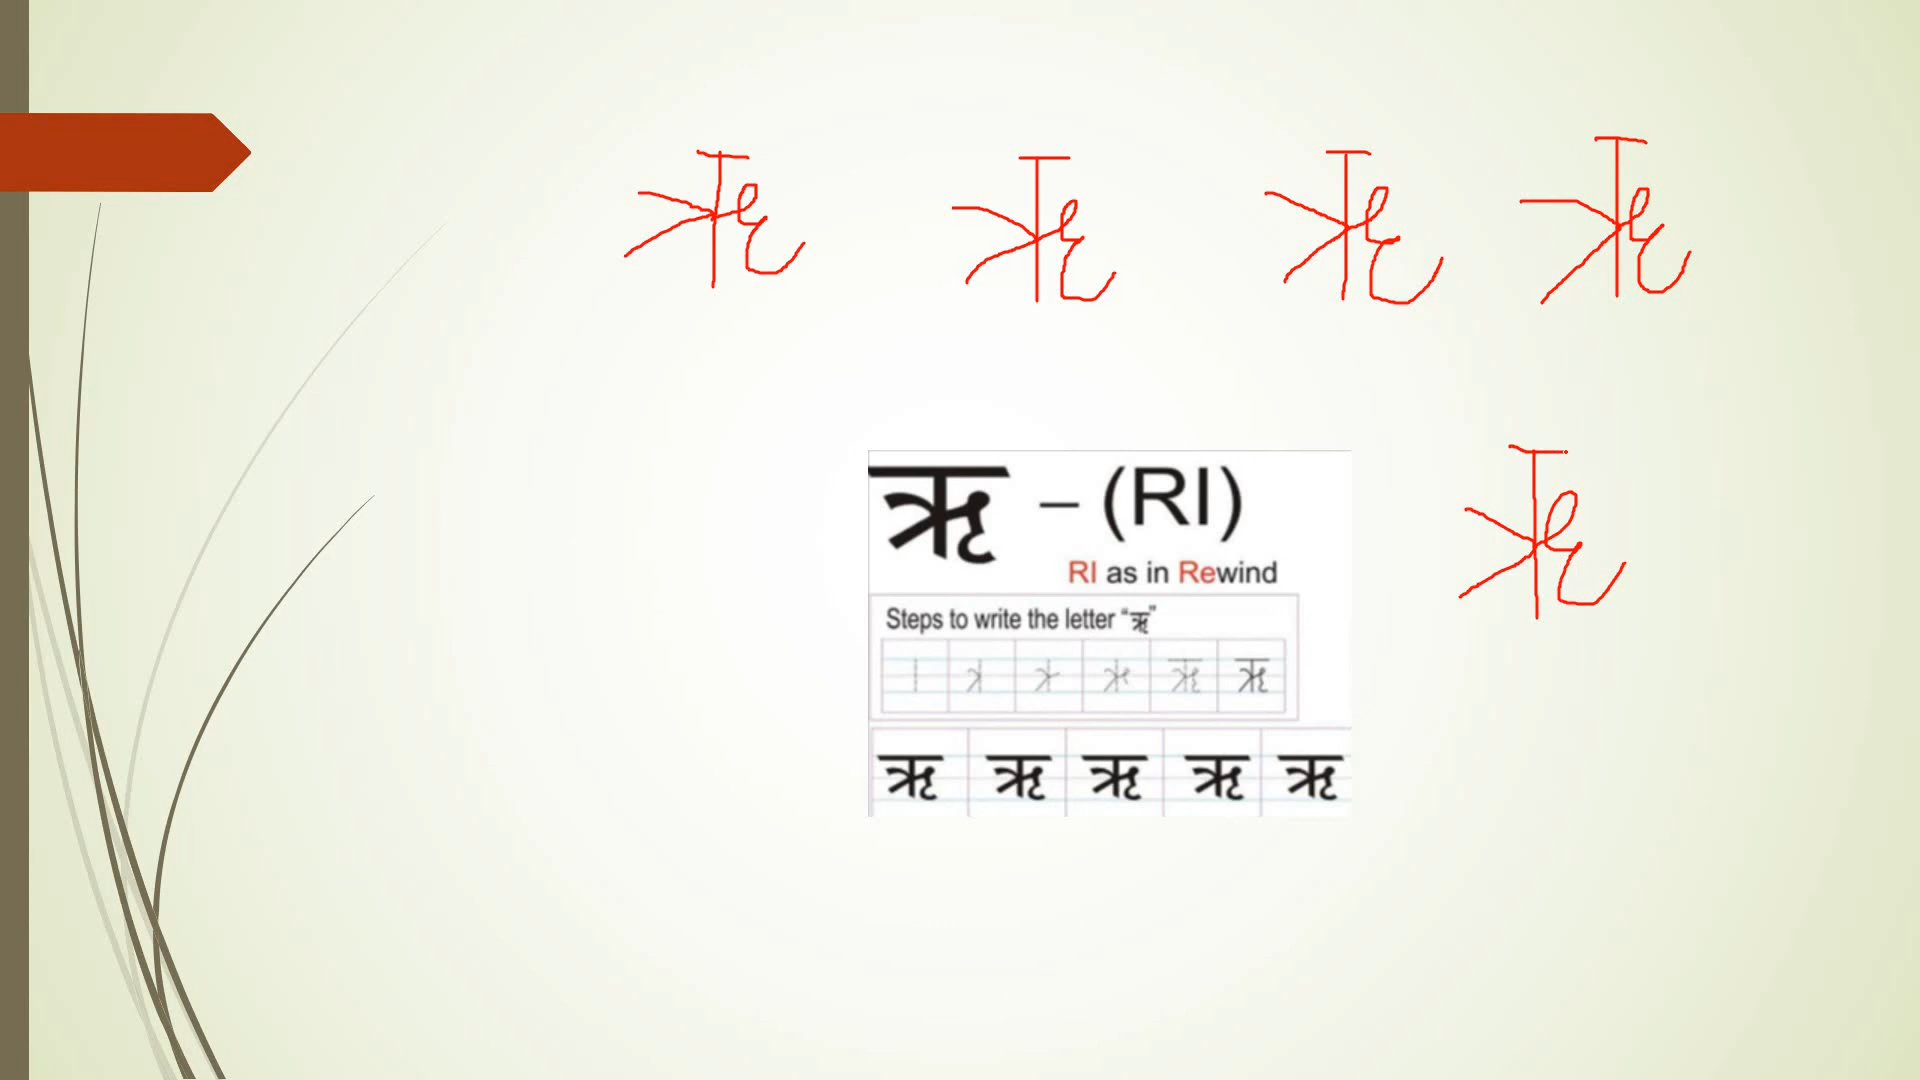 ऋ ऋ ऋ ऋ
ऋ – (RI)
ऋ
RI as in Rewind
Steps to write the letter “ऋ”
ऋ
ऋ ऋ ऋ ऋ ऋ